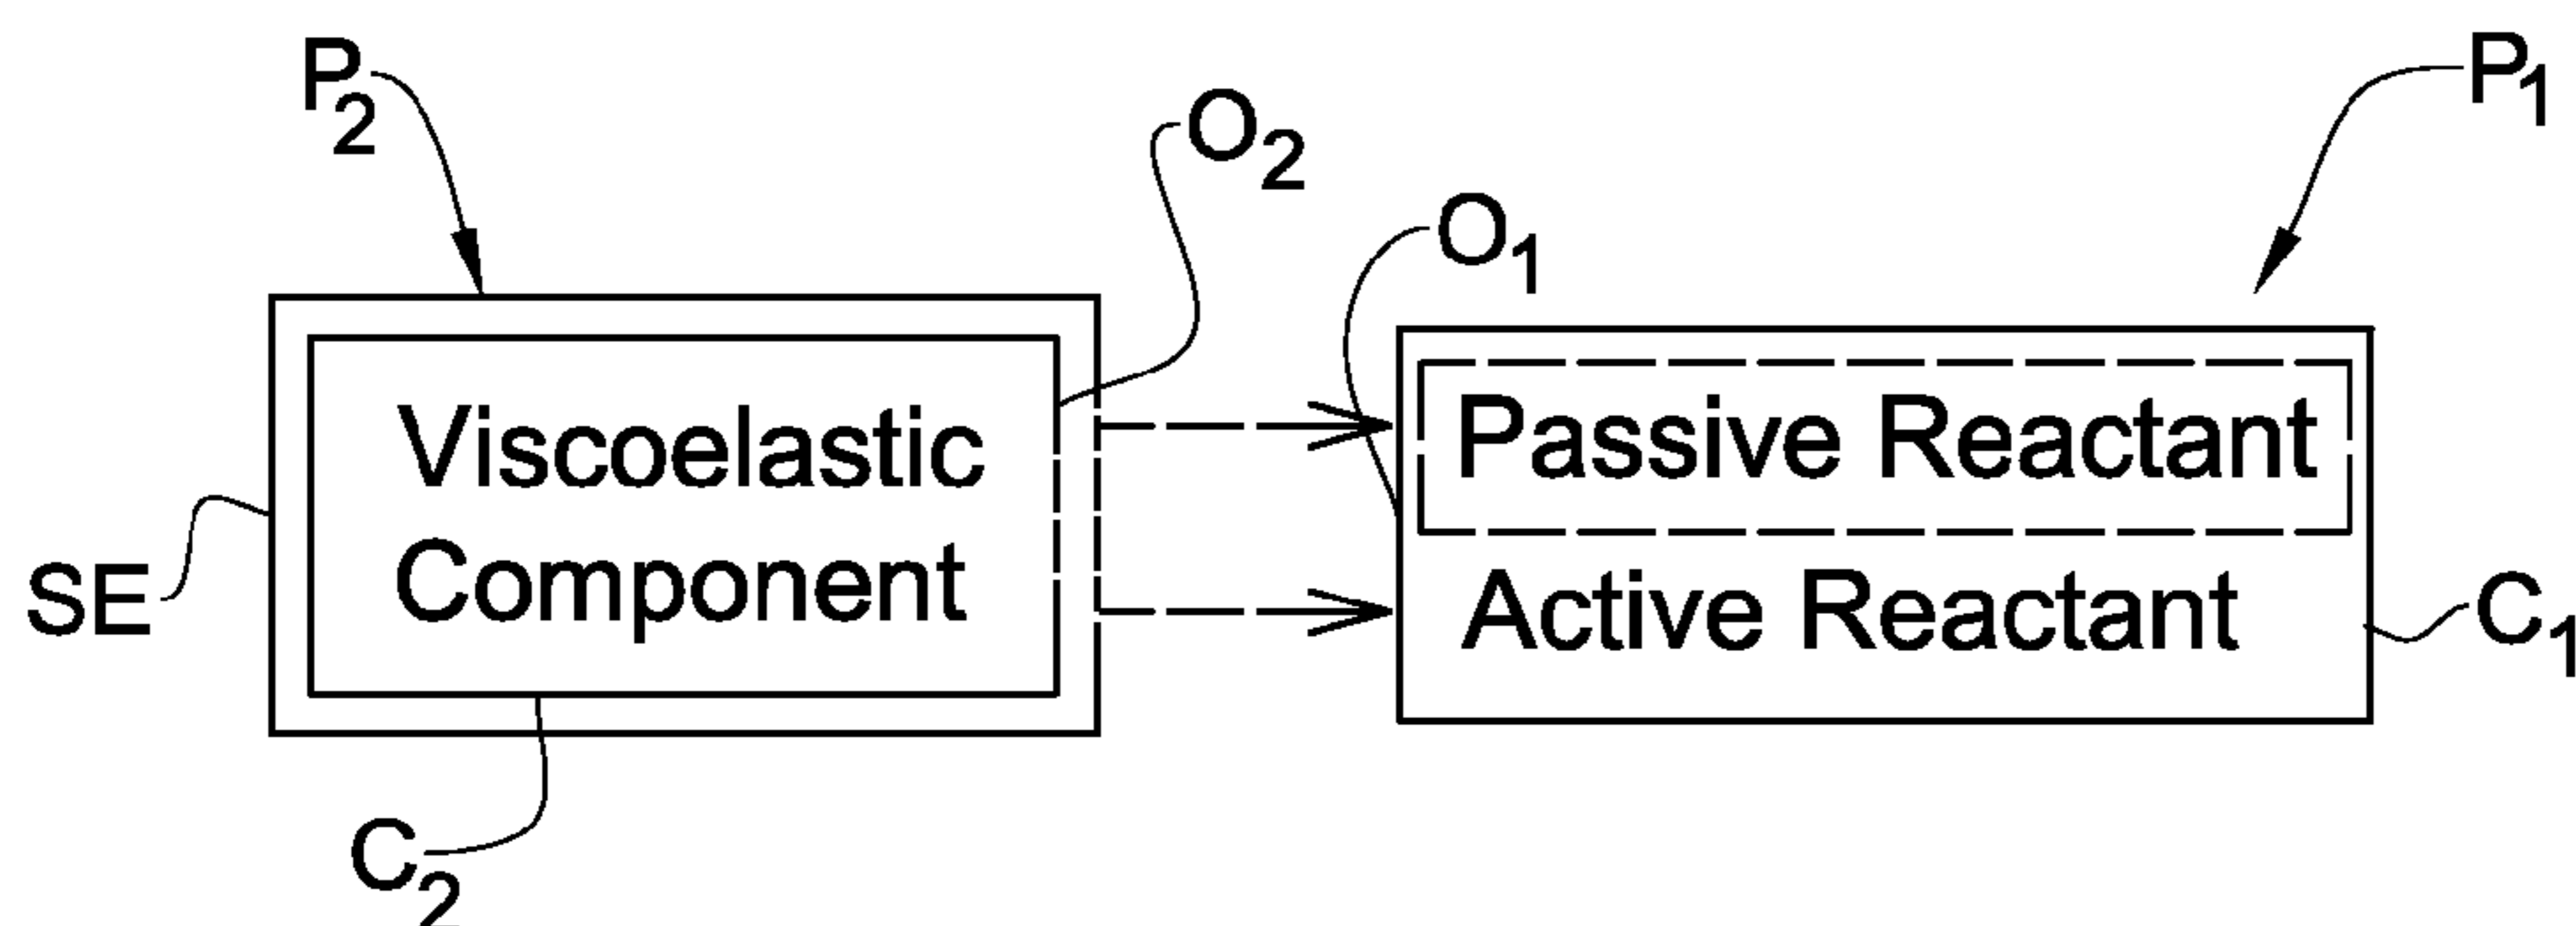 P2
O2
P1
O1
Viscoelastic
Component
Passive Reactant
Active Reactant
SE
C1
C2